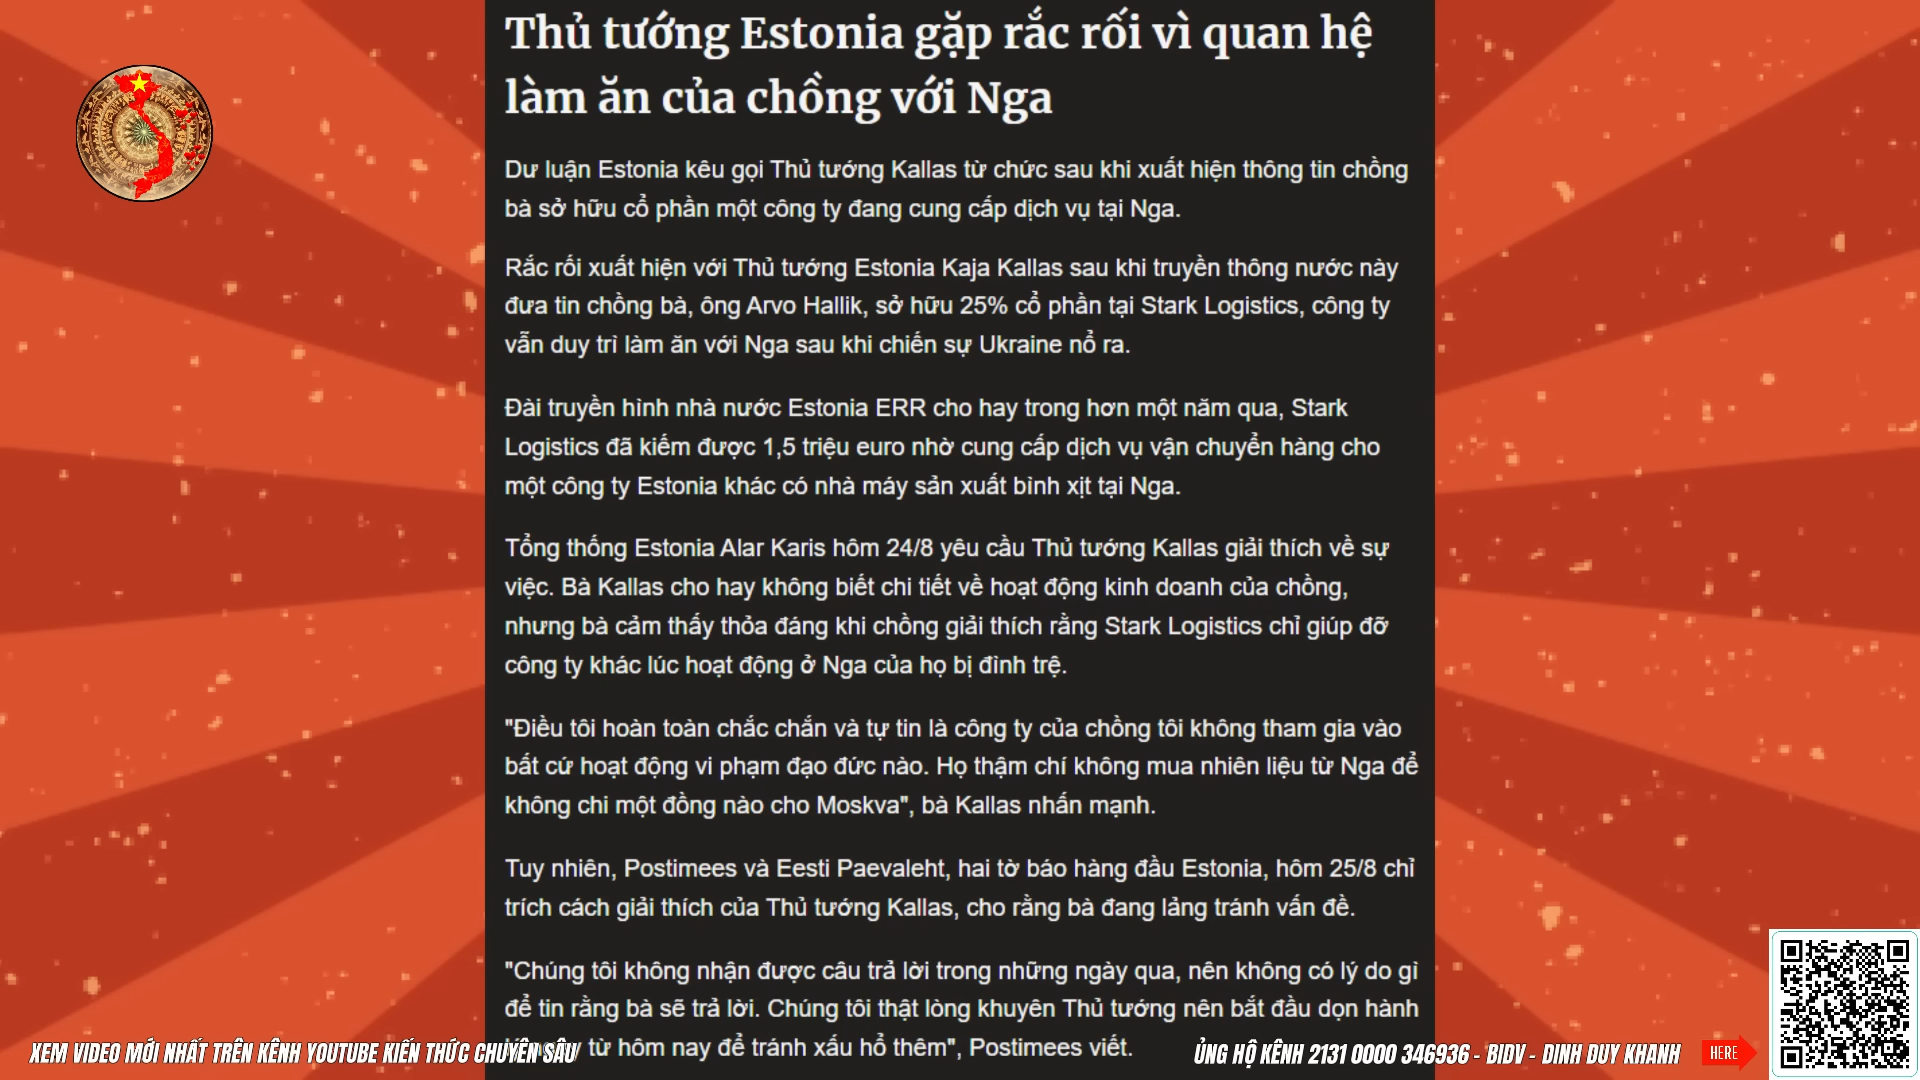 Thủ tướng Estonia gặp rắc rối vì quan hệ
làm ăn của chồng với Nga
Dư luận Estonia kêu gọi Thủ tướng Kallas từ chức sau khi xuất hiện thông tin chồng
bà sở hữu cổ phần một công ty đang cung cấp dịch vụ tại Nga.
Rắc rối xuất hiện với Thủ tướng Estonia Kaja Kallas sau khi truyền thông nước này
đưa tin chồng bà, ông Arvo Hallik, sở hữu 25% cổ phần tại Stark Logistics, công ty
vẫn duy trì làm ăn với Nga sau khi chiến sự Ukraine nổ ra.
Đài truyền hình nhà nước Estonia ERR cho hay trong hơn một năm qua, Stark
Logistics đã kiếm được 1,5 triệu euro nhờ cung cấp dịch vụ vận chuyển hàng cho
một công ty Estonia khác có nhà máy sản xuất bình xịt tại Nga.
Tổng thống Estonia Alar Karis hôm 24/8 yêu cầu Thủ tướng Kallas giải thích về sự
việc. Bà Kallas cho hay không biết chi tiết về hoạt động kinh doanh của chồng,
nhưng bà cảm thấy thỏa đáng khi chồng giải thích rằng Stark Logistics chỉ giúp đỡ
công ty khác lúc hoạt động ở Nga của họ bị đình trệ.
"Điều tôi hoàn toàn chắc chắn và tự tin là công ty của chồng tôi không tham gia vào
bất cứ hoạt động vi phạm đạo đức nào. Họ thậm chí không mua nhiên liệu từ Nga để
không chi một đồng nào cho Moskva", bà Kallas nhấn mạnh.
Tuy nhiên, Postimees và Eesti Paevaleht, hai tờ báo hàng đầu Estonia, hôm 25/8 chỉ
trích cách giải thích của Thủ tướng Kallas, cho rằng bà đang lảng tránh vấn đề.
"Chúng tôi không nhận được câu trả lời trong những ngày qua, nên không có lý do gì
để tin rằng bà sẽ trả lời. Chúng tôi thật lòng khuyên Thủ tướng nên bắt đầu dọn hành
từ hôm nay để tránh xấu hổ thêm", Postimees viết.
XEM VIDEO MỚI NHẤT TRÊN KÊNH YOUTUBE KIẾN THỨC CHUYÊN SÂU
ỦNG HỘ KÊNH 2131 0000 346936 - BIDV - DINH DUY KHANH
HERE